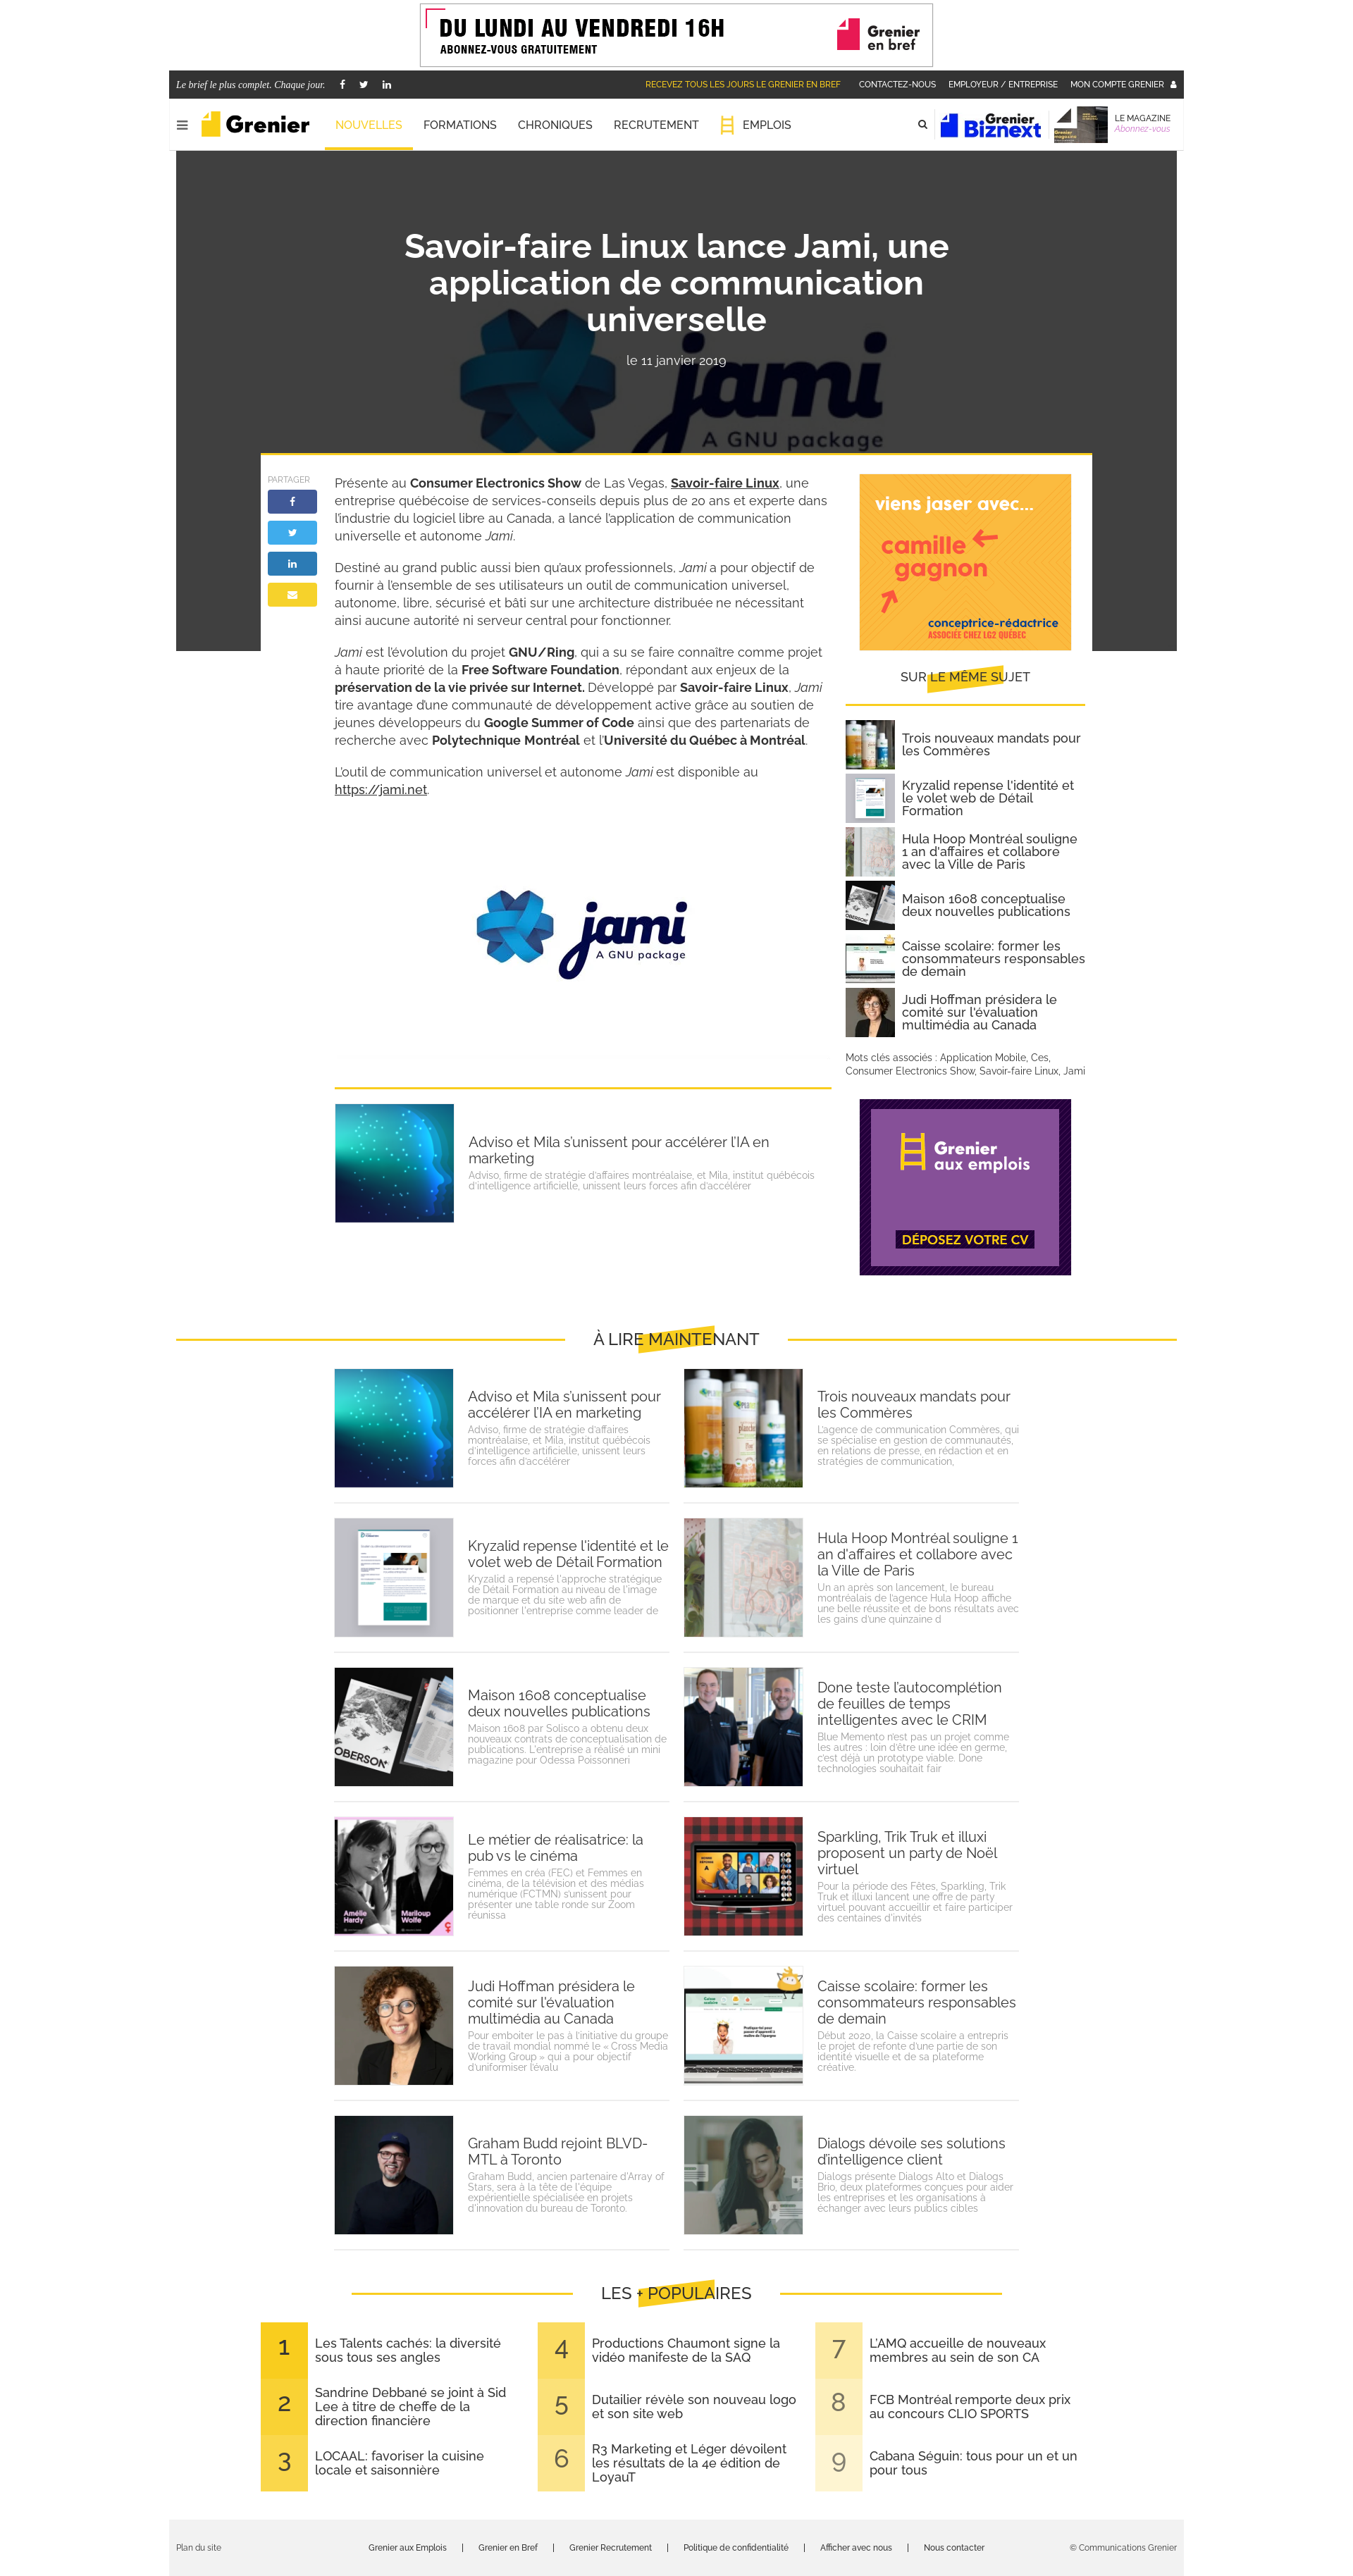 DU LUNDI AU VENDREDI 16H
ABONNEZ-VOUS GRATUITEMENT
Grenier
en bref
Le brief le plus complet. Chaque jour.
RECEVEZ TOUS LES JOURS LE GRENIER EN BREF
CONTACTEZ-NOUS
EMPLOYEUR / ENTREPRISE
MON COMPTE GRENIER
Grenier
NOUVELLES
FORMATIONS
CHRONIQUES
RECRUTEMENT
EMPLOIS
Grenier
Biznext
LE MAGAZINE
Abonnez-vous
Savoir-faire Linux lance Jami, une
application de communication
universelle
le 11 janvier 2019
jami
A GNU package
PARTAGER
Présente au Consumer Electronics Show de Las Vegas, Savoir-faire Linux, une
entreprise québécoise de services-conseils depuis plus de 20 ans et experte dans
l'industrie du logiciel libre au Canada, a lancé l'application de communication
universelle et autonome Jami.
Destiné au grand public aussi bien qu'aux professionnels, Jami a pour objectif de
fournir à l'ensemble de ses utilisateurs un outil de communication universel,
autonome, libre, sécurisé et bâti sur une architecture distribuée ne nécessitant
ainsi aucune autorité ni serveur central pour fonctionner.
Jami est l'évolution du projet GNU/Ring, qui a su se faire connaître comme projet
à haute priorité de la Free Software Foundation, répondant aux enjeux de la
préservation de la vie privée sur Internet. Développé par Savoir-faire Linux, Jami
tire avantage d'une communauté de développement active grâce au soutien de
jeunes développeurs du Google Summer of Code ainsi que des partenariats de
recherche avec Polytechnique Montréal et l'Université du Québec à Montréal.
L'outil de communication universel et autonome Jami est disponible au
https://jami.net.
jami
A GNU package
Adviso et Mila s'unissent pour accélérer l'IA en
marketing
Adviso, firme de stratégie d'affaires montréalaise, et Mila, institut québécois
d'intelligence artificielle, unissent leurs forces afin d'accélérer
viens jaser avec...
camille
gagnon
conceptrice-rédactrice
ASSOCIÉE CHEZ LG2 QUÉBEC
SUR LE MÊME SUJET
Trois nouveaux mandats pour
les Commères
Kryzalid repense l'identité et
le volet web de Détail
Formation
Hula Hoop Montréal souligne
1 an d'affaires et collabore
avec la Ville de Paris
Maison 1608 conceptualise
deux nouvelles publications
Caisse scolaire: former les
consommateurs responsables
de demain
Judi Hoffman présidera le
comité sur l'évaluation
multimédia au Canada
Mots clés associés : Application Mobile, Ces,
Consumer Electronics Show, Savoir-faire Linux, Jami
Grenier
aux emplois
DÉPOSEZ VOTRE CV
À LIRE MAINTENANT
Adviso et Mila s'unissent pour
accélérer l'IA en marketing
Adviso, firme de stratégie d'affaires
montréalaise, et Mila, institut québécois
d'intelligence artificielle, unissent leurs
forces afin d'accélérer
Trois nouveaux mandats pour
les Commères
L'agence de communication Commères, qui
se spécialise en gestion de communautés,
en relations de presse, en rédaction et en
stratégies de communication,
Kryzalid repense l'identité et le
volet web de Détail Formation
Kryzalid a repensé l'approche stratégique
de Détail Formation au niveau de l'image
de marque et du site web afin de
positionner l'entreprise comme leader de
Hula Hoop Montréal souligne 1
an d'affaires et collabore avec
la Ville de Paris
Un an après son lancement, le bureau
montréalais de l'agence Hula Hoop affiche
une belle réussite et de bons résultats avec
les gains d'une quinzaine d
OBERSON
Maison 1608 conceptualise
deux nouvelles publications
Maison 1608 par Solisco a obtenu deux
nouveaux contrats de conceptualisation de
publications. L'entreprise a réalisé un mini
magazine pour Odessa Poissonneri
Done teste l'autocomplétion
de feuilles de temps
intelligentes avec le CRIM
Blue Memento n'est pas un projet comme
les autres : loin d'être une idée en germe,
c'est déjà un prototype viable. Done
technologies souhaitait fair
Amélie
Hardy
Mariloup
Wolfe
Le métier de réalisatrice: la
pub vs le cinéma
Femmes en créa (FEC) et Femmes en
cinéma, de la télévision et des médias
numérique (FCTMN) s'unissent pour
présenter une table ronde sur Zoom
réunissa
Sparkling, Trik Truk et illuxi
proposent un party de Noël
virtuel
Pour la période des Fêtes, Sparkling, Trik
Truk et illuxi lancent une offre de party
virtuel pouvant accueillir et faire participer
des centaines d'invités
Judi Hoffman présidera le
comité sur l'évaluation
multimédia au Canada
Pour emboiter le pas à l'initiative du groupe
de travail mondial nommé le « Cross Media
Working Group » qui a pour objectif
d'uniformiser l'évalu
Caisse scolaire: former les
consommateurs responsables
de demain
Début 2020, la Caisse scolaire a entrepris
le projet de refonte d'une partie de son
identité visuelle et de sa plateforme
créative.
Graham Budd rejoint BLVD-
MTL à Toronto
Graham Budd, ancien partenaire d'Array of
Stars, sera à la tête de l'équipe
expérientielle spécialisée en projets
d'innovation du bureau de Toronto.
Dialogs dévoile ses solutions
d'intelligence client
Dialogs présente Dialogs Alto et Dialogs
Brio, deux plateformes conçues pour aider
les entreprises et les organisations à
échanger avec leurs publics cibles
LES + POPULAIRES
1
Les Talents cachés: la diversité
sous tous ses angles
2
Sandrine Debbané se joint à Sid
Lee à titre de cheffe de la
direction financière
3
LOCAAL: favoriser la cuisine
locale et saisonnière
4
Productions Chaumont signe la
vidéo manifeste de la SAQ
5
Dutailier révèle son nouveau logo
et son site web
6
R3 Marketing et Léger dévoilent
les résultats de la 4e édition de
LoyauT
7
L'AMQ accueille de nouveaux
membres au sein de son CA
8
FCB Montréal remporte deux prix
au concours CLIO SPORTS
9
Cabana Séguin: tous pour un et un
pour tous
Plan du site
Grenier aux Emplois | Grenier en Bref | Grenier Recrutement | Politique de confidentialité | Afficher avec nous | Nous contacter
© Communications Grenier